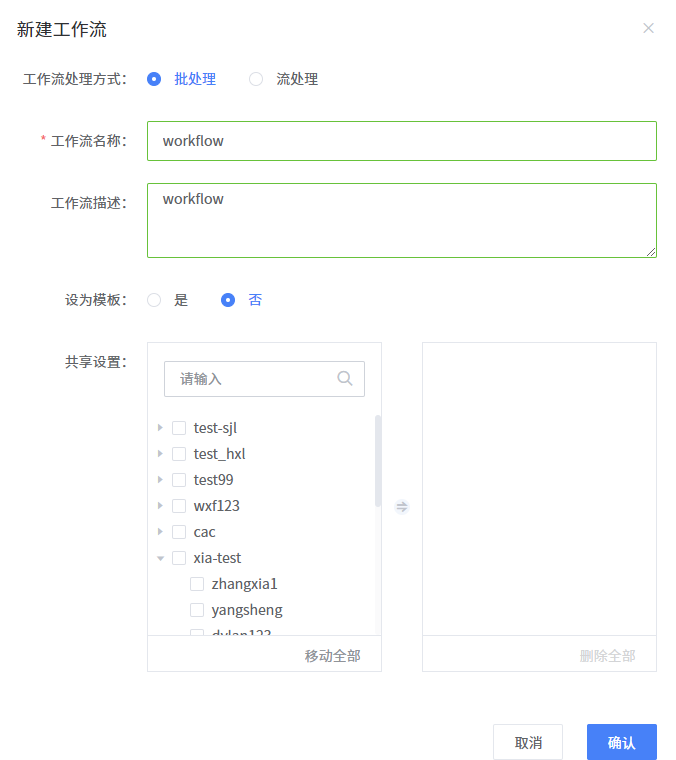 新建工作流
工作流处理方式: 批处理 流处理
* 工作流名称: workflow
工作流描述: workflow
设为模板: 是 否
共享设置:
请输入
test-sjl
test_hxl
test99
wxf123
cac
xia-test
zhangxia1
yangsheng
dylan123
移动全部
删除全部
取消 确认